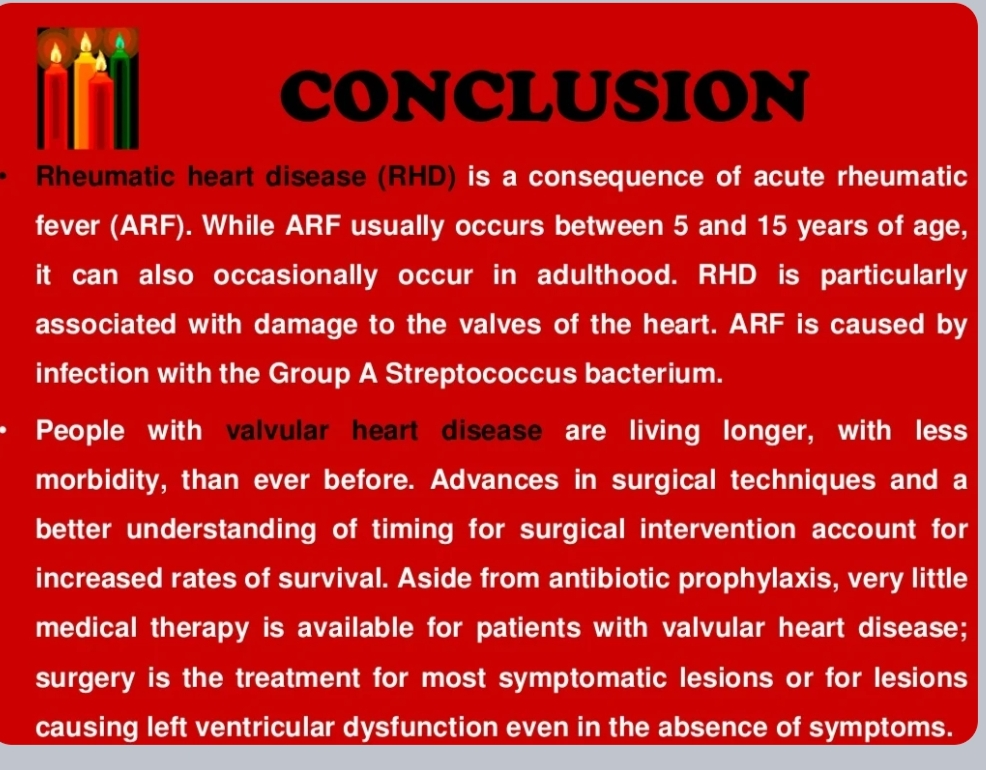 CONCLUSION
• Rheumatic heart disease (RHD) is a consequence of acute rheumatic
fever (ARF). While ARF usually occurs between 5 and 15 years of age,
it can also occasionally occur in adulthood. RHD is particularly
associated with damage to the valves of the heart. ARF is caused by
infection with the Group A Streptococcus bacterium.
• People with valvular heart disease are living longer, with less
morbidity, than ever before. Advances in surgical techniques and a
better understanding of timing for surgical intervention account for
increased rates of survival. Aside from antibiotic prophylaxis, very little
medical therapy is available for patients with valvular heart disease;
surgery is the treatment for most symptomatic lesions or for lesions
causing left ventricular dysfunction even in the absence of symptoms.